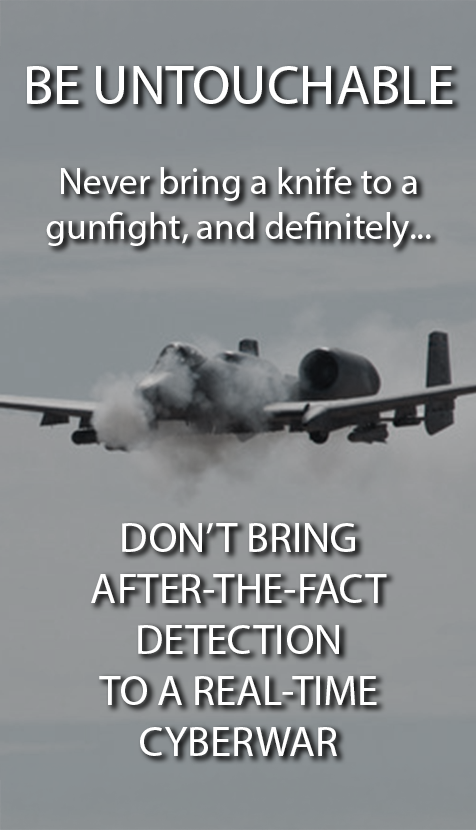 BE UNTOUCHABLE
Never bring a knife to a
gunfight, and definitely...
DON’T BRING
AFTER-THE-FACT
DETECTION
TO A REAL-TIME
CYBERWAR